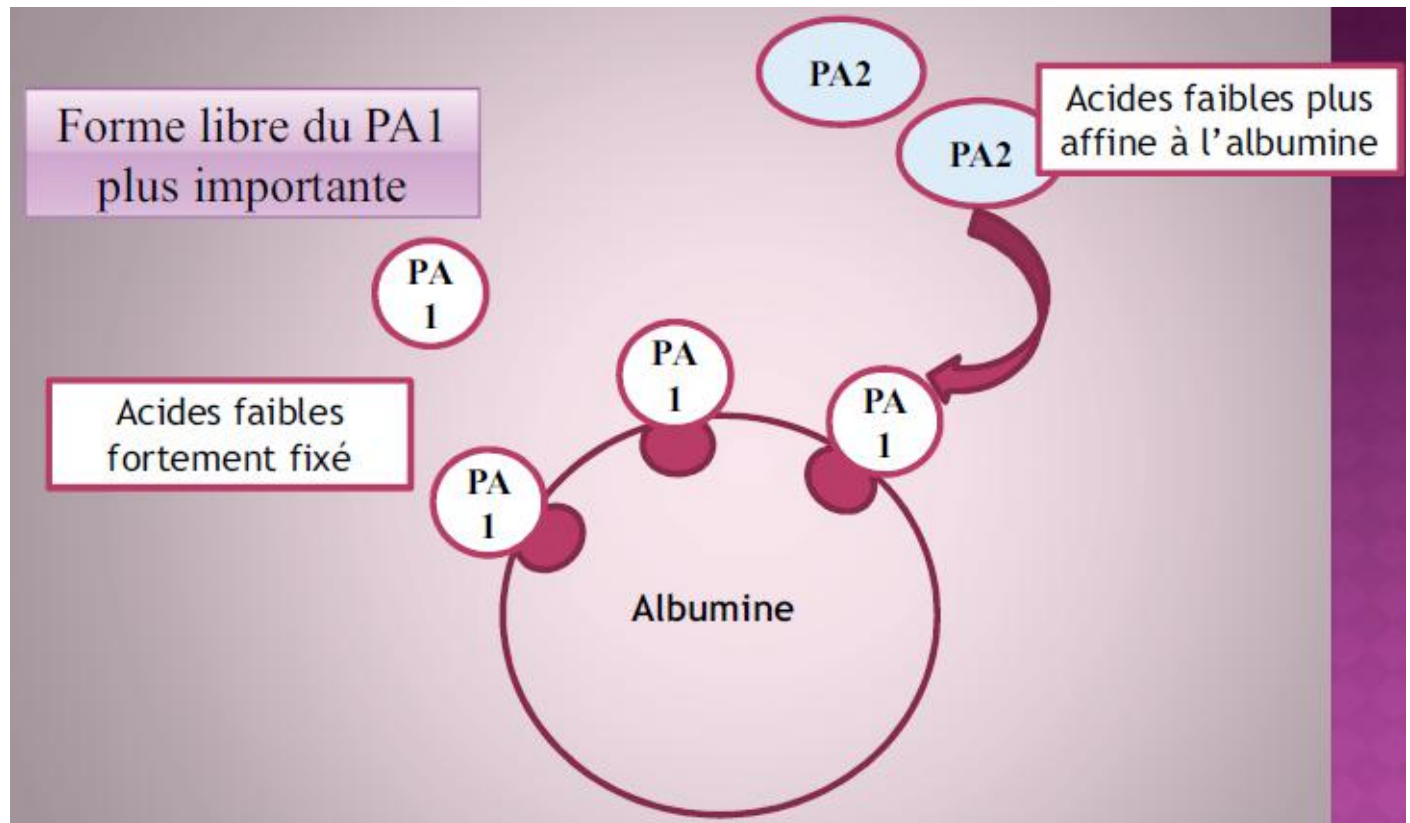 PA2
Acides faibles plus
affine à l'albumine
PA2
Forme libre du PA1
plus importante
PA
1
PA
1
PA
1
Acides faibles
fortement fixé
PA
1
Albumine